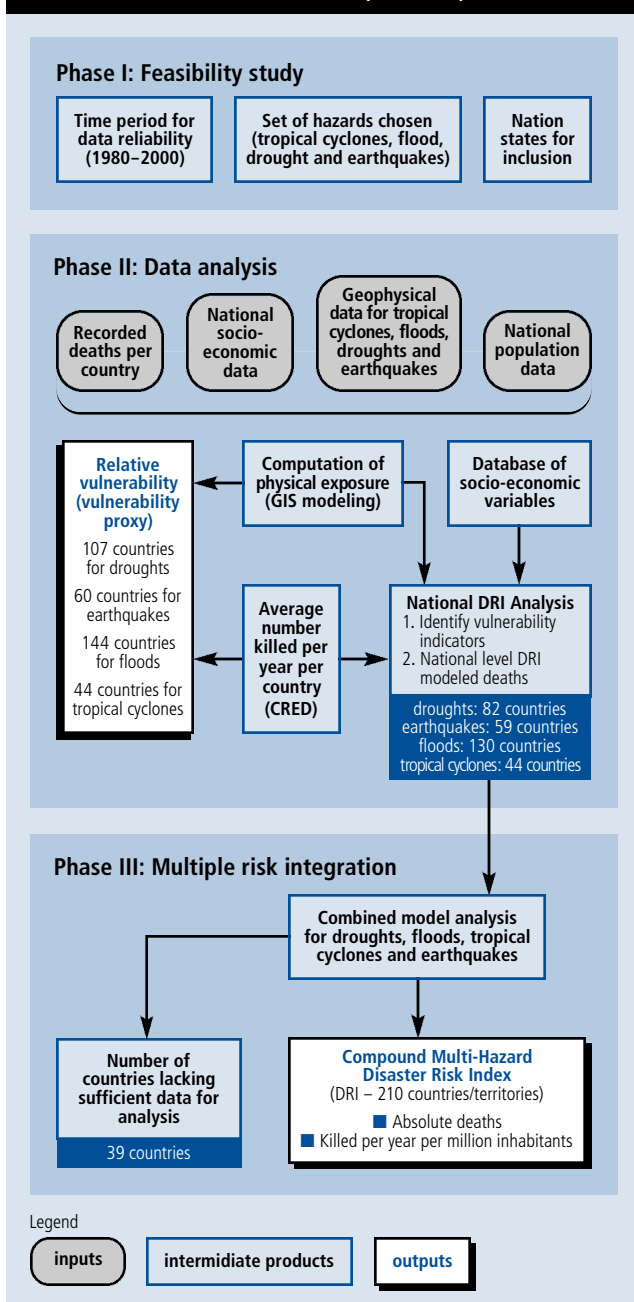 Phase I: Feasibility study
Time period for
data reliability
(1980–2000)
Set of hazards chosen
(tropical cyclones, flood,
drought and earthquakes)
Nation
states for
inclusion
Phase II: Data analysis
Recorded
deaths per
country
National
socio-
economic
data
Geophysical
data for tropical
cyclones, floods,
droughts and
earthquakes
National
population
data
Relative
vulnerability
(vulnerability
proxy)
107 countries
for droughts
60 countries for
earthquakes
144 countries
for floods
44 countries for
tropical cyclones
Computation of
physical exposure
(GIS modeling)
Database of
socio-economic
variables
Average
number
killed per
year per
country
(CRED)
National DRI Analysis
1. Identify vulnerability
indicators
2. National level DRI
modeled deaths
droughts: 82 countries
earthquakes: 59 countries
floods: 130 countries
tropical cyclones: 44 countries
Phase III: Multiple risk integration
Combined model analysis
for droughts, floods, tropical
cyclones and earthquakes
Number of
countries lacking
sufficient data for
analysis
39 countries
Compound Multi-Hazard
Disaster Risk Index
(DRI – 210 countries/territories)
■ Absolute deaths
■ Killed per year per million inhabitants
Legend
inputs
intermidiate products
outputs